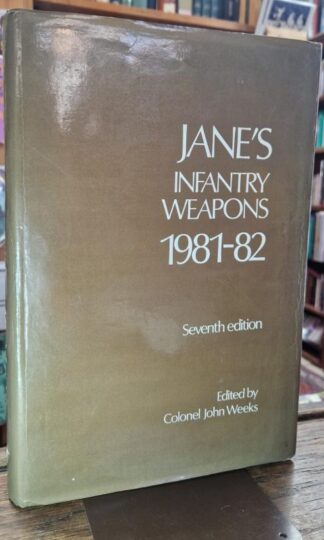 JANE'S
INFANTRY
WEAPONS
1981-82
Seventh edition
Edited by
Colonel John Weeks